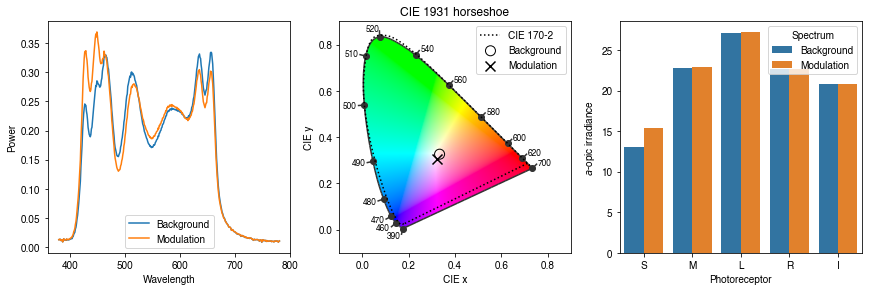 CIE 1931 horseshoe
Power
0.35
0.30
0.25
0.20
0.15
0.10
0.05
0.00
Background
Modulation
400
500
600
700
800
Wavelength
CIE y
0.8
0.6
0.4
0.2
0.0
CIE 170-2
Background
Modulation
520
510
540
560
500
580
600
620
490
700
480
470
460
390
0.0
0.2
0.4
0.6
0.8
CIE x
a-opic irradiance
25
20
15
10
5
0
Spectrum
Background
Modulation
S
M
L
R
I
Photoreceptor